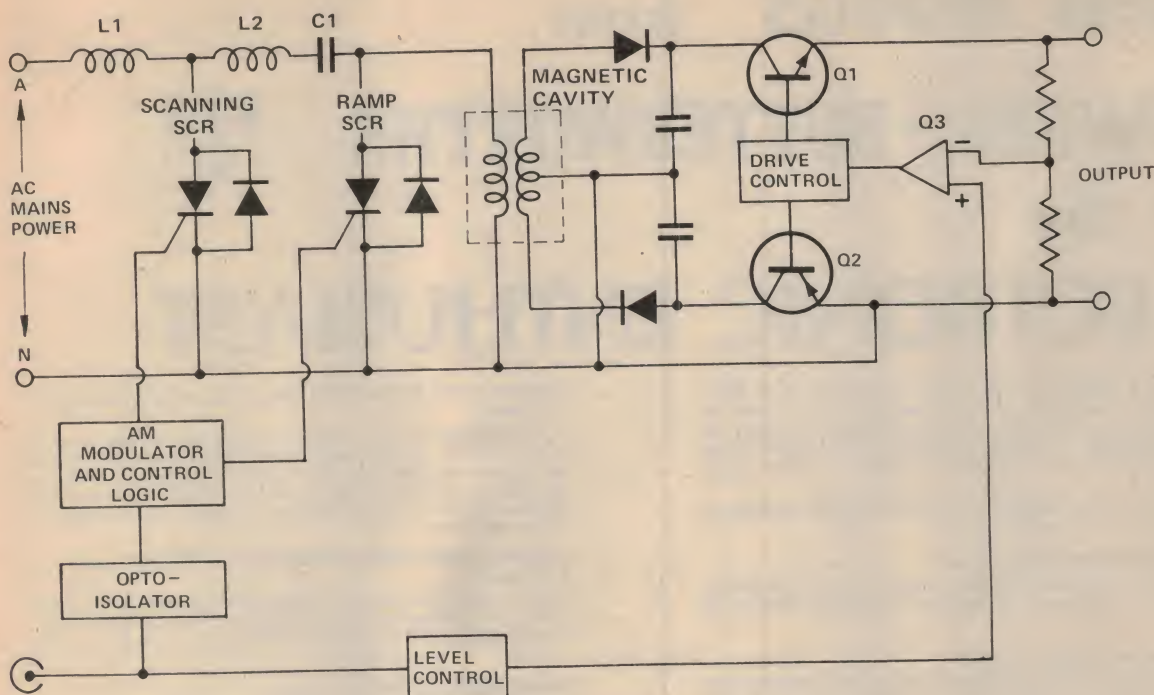 L1
L2
C1
A
SCANNING
SCR
RAMP
SCR
MAGNETIC
CAVITY
Q1
Q3
DRIVE
CONTROL
−
+
OUTPUT
AC
MAINS
POWER
Q2
N
AM
MODULATOR
AND CONTROL
LOGIC
OPTO–
ISOLATOR
LEVEL
CONTROL